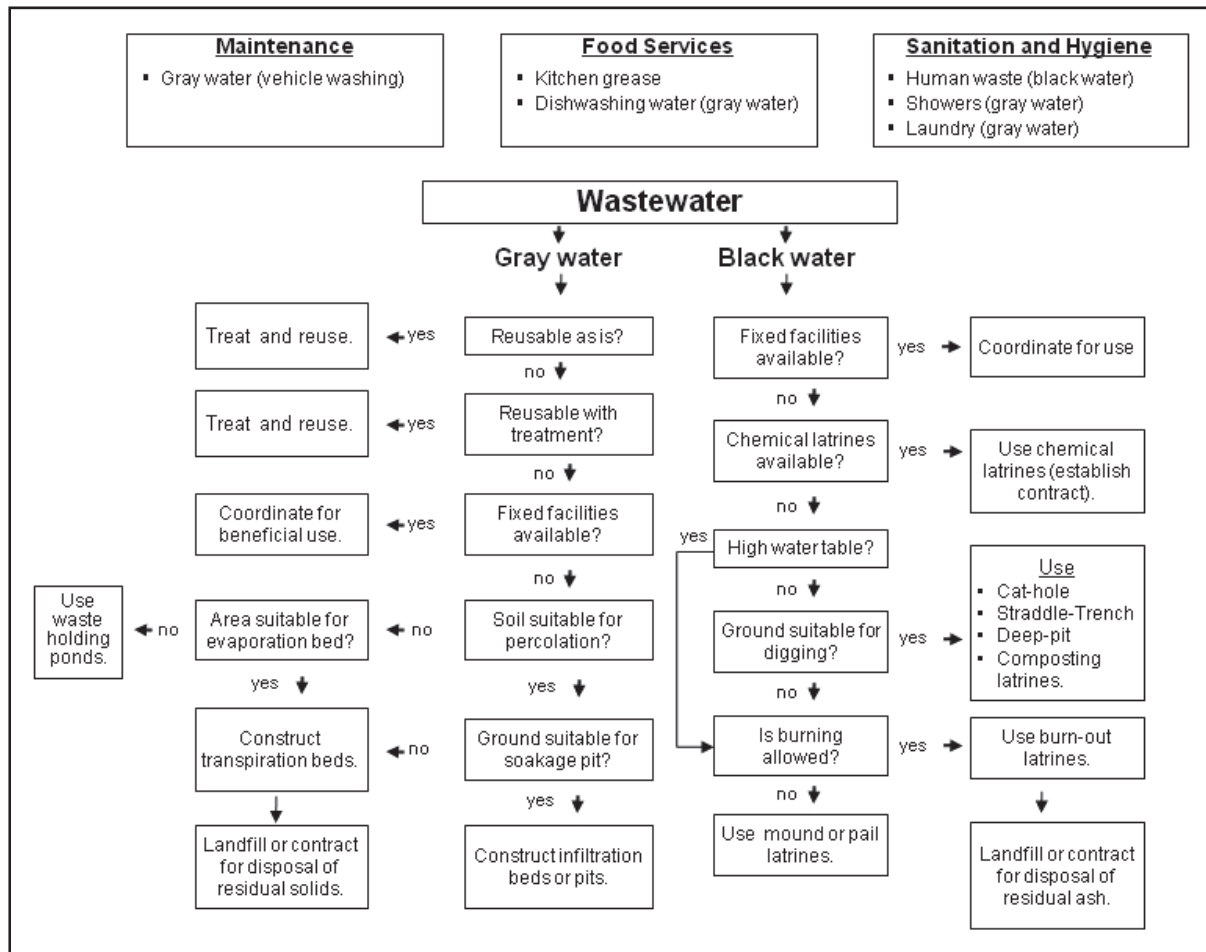 Maintenance
▪ Gray water (vehicle washing)
Food Services
▪ Kitchen grease
▪ Dishwashing water (gray water)
Sanitation and Hygiene
▪ Human waste (black water)
▪ Showers (gray water)
▪ Laundry (gray water)
Wastewater
Gray water
Black water
Treat and reuse.
yes
Reusable as is?
no
Treat and reuse.
yes
Reusable with
treatment?
no
Coordinate for
beneficial use.
yes
Fixed facilities
available?
no
Use
waste
holding
ponds.
no
Area suitable for
evaporation bed?
no
Soil suitable for
percolation?
yes
yes
Construct
transpiration beds.
no
Ground suitable for
soakage pit?
yes
Landfill or contract
for disposal of
residual solids.
Construct infiltration
beds or pits.
Fixed facilities
available?
yes
Coordinate for use
no
Chemical latrines
available?
yes
Use chemical
latrines (establish
contract).
no
yes
High water table?
no
Ground suitable for
digging?
yes
Use
▪ Cat-hole
▪ Straddle-Trench
▪ Deep-pit
▪ Composting
latrines.
no
Is burning
allowed?
yes
Use burn-out
latrines.
no
Use mound or pail
latrines.
Landfill or contract
for disposal of
residual ash.